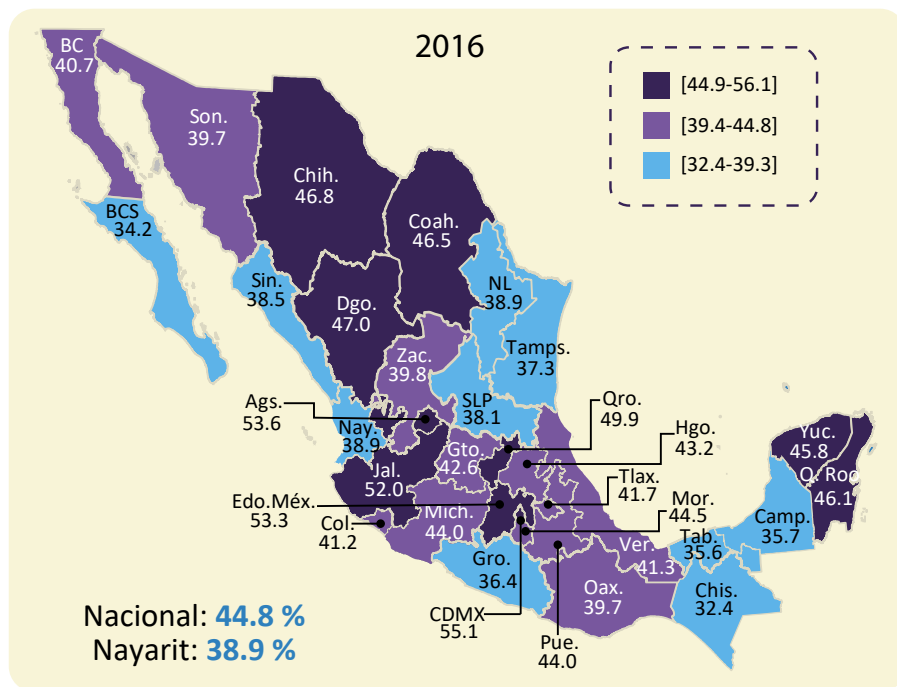 2016
[44.9-56.1]
[39.4-44.8]
[32.4-39.3]
BC
40.7
Son.
39.7
Chih.
46.8
Coah.
46.5
BCS
34.2
Sin.
38.5
Dgo.
47.0
NL
38.9
Tamps.
37.3
Zac.
39.8
SLP
38.1
Ags.
53.6
Nay.
38.9
Qro.
49.9
Hgo.
43.2
Gto.
42.6
Jal.
52.0
Tlax.
41.7
Edo.Méx.
53.3
Mich.
44.0
Mor.
44.5
Col.
41.2
Yuc.
45.8
Q. Roo
46.1
Camp.
35.7
Tab.
35.6
Ver.
41.3
Gro.
36.4
Oax.
39.7
Chis.
32.4
CDMX
55.1
Pue.
44.0
Nacional: 44.8 %
Nayarit: 38.9 %